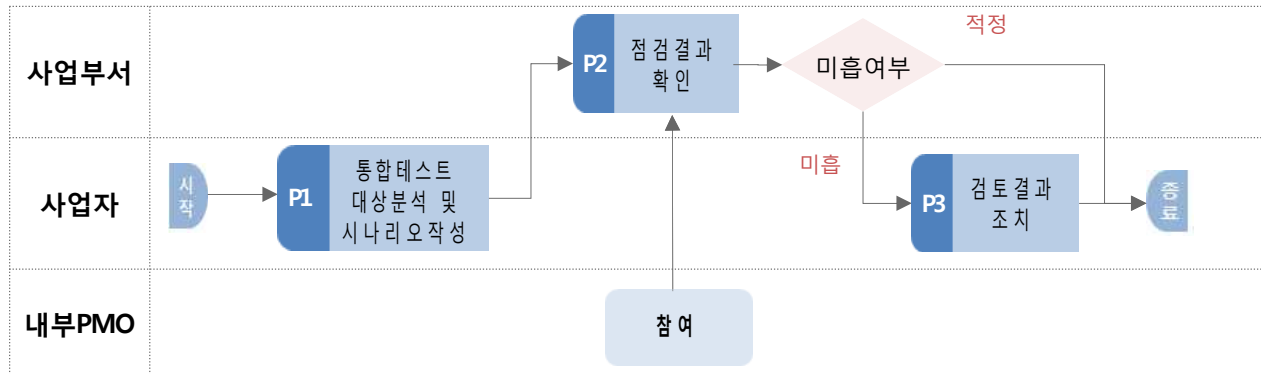 사업부서
P2
점검결과
확인
미흡여부
적정
사업자
시
작
P1
통합테스트
대상분석 및
시나리오작성
미흡
P3
검토결과
조치
종
료
내부PMO
참여